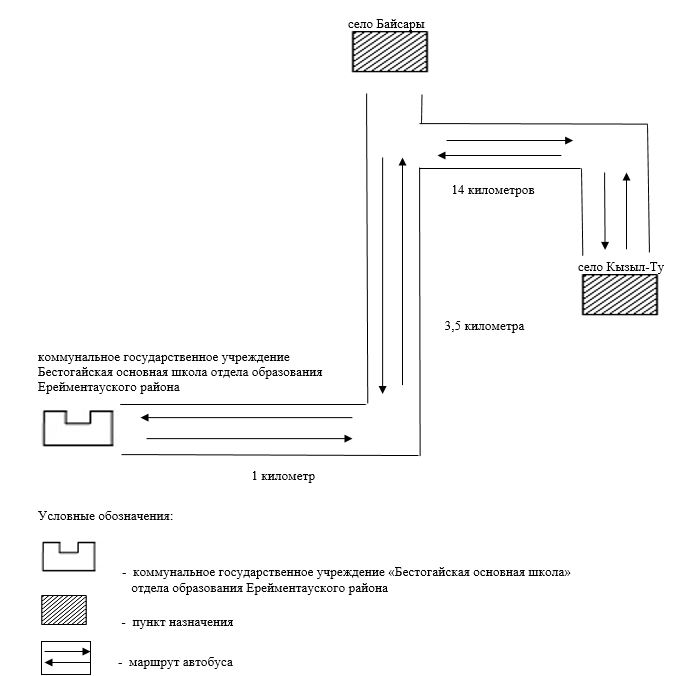 село Байсары
14 километров
село Кызыл-Ту
3,5 километра
коммунальное государственное учреждение
Бестогайская основная школа отдела образования
Ерейментауского района
1 километр
Условные обозначения:
- коммунальное государственное учреждение «Бестогайская основная школа»
отдела образования Ерейментауского района
- пункт назначения
- маршрут автобуса